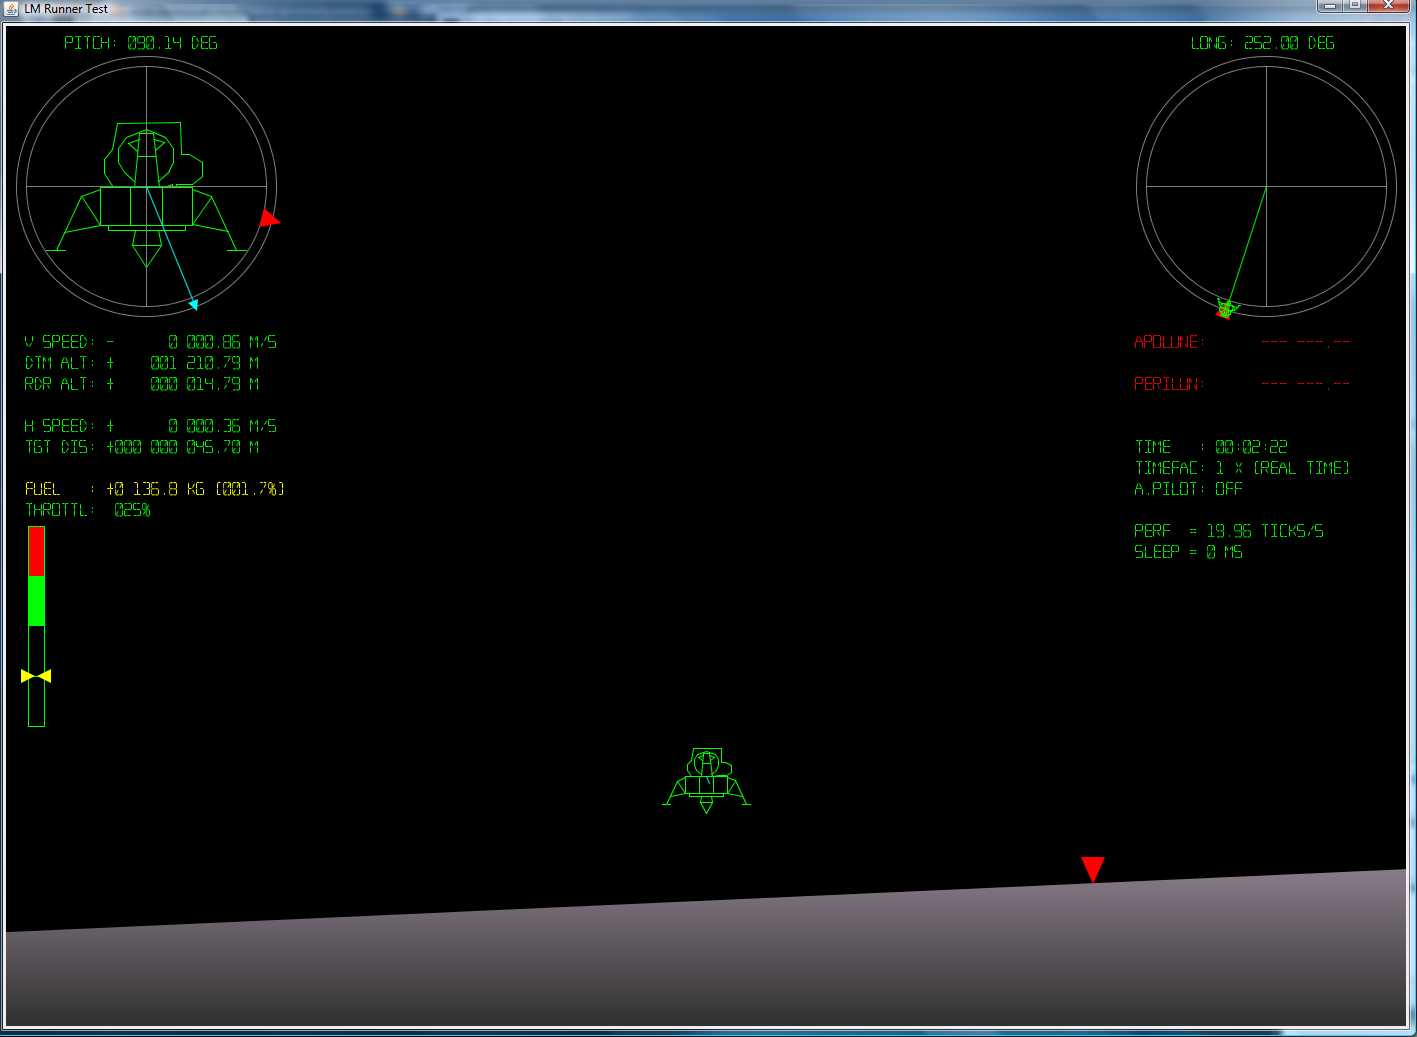 LM Runner Test
PITCH: 090.14 DEG
V SPEED: - 0 000.86 M/S
DTM ALT: + 001 210.79 M
RDR ALT: + 000 014.79 M
H SPEED: + 0 000.36 M/S
TGT DIS: +000 000 045.70 M
FUEL : +0 136.8 KG (001.7%)
THROTTL: 025%
LONG: 252.00 DEG
APOLUNE: --- ---.--
PERILUN: --- ---.--
TIME : 00:02:22
TIMEFAC: 1 X (REAL TIME)
A.PILOT: OFF
PERF = 19.96 TICKS/S
SLEEP = 0 MS